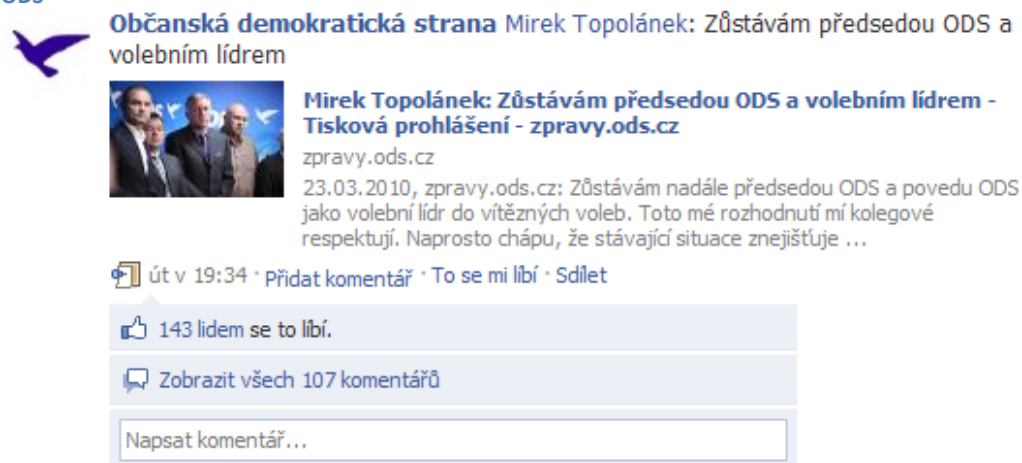 ODS
Občanská demokratická strana Mirek Topolánek: Zůstávám předsedou ODS a
volebním lídrem
Mirek Topolánek: Zůstávám předsedou ODS a volebním lídrem -
Tisková prohlášení - zpravy.ods.cz
zpravy.ods.cz
23.03.2010, zpravy.ods.cz: Zůstávám nadále předsedou ODS a povedu ODS
jako volební lídr do vítězných voleb. Toto mé rozhodnutí mí kolegové
respektují. Naprosto chápu, že stávající situace znejišťuje ...
út v 19:34 · Přidat komentář · To se mi líbí · Sdílet
143 lidem se to líbí.
Zobrazit všech 107 komentářů
Napsat komentář...